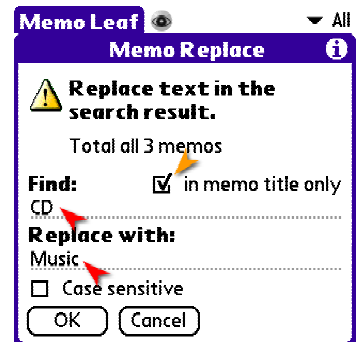 Memo Leaf All
Memo Replace i
Replace text in the
search result.
Total all 3 memos
Find: in memo title only
CD
Replace with:
Music
Case sensitive
OK Cancel